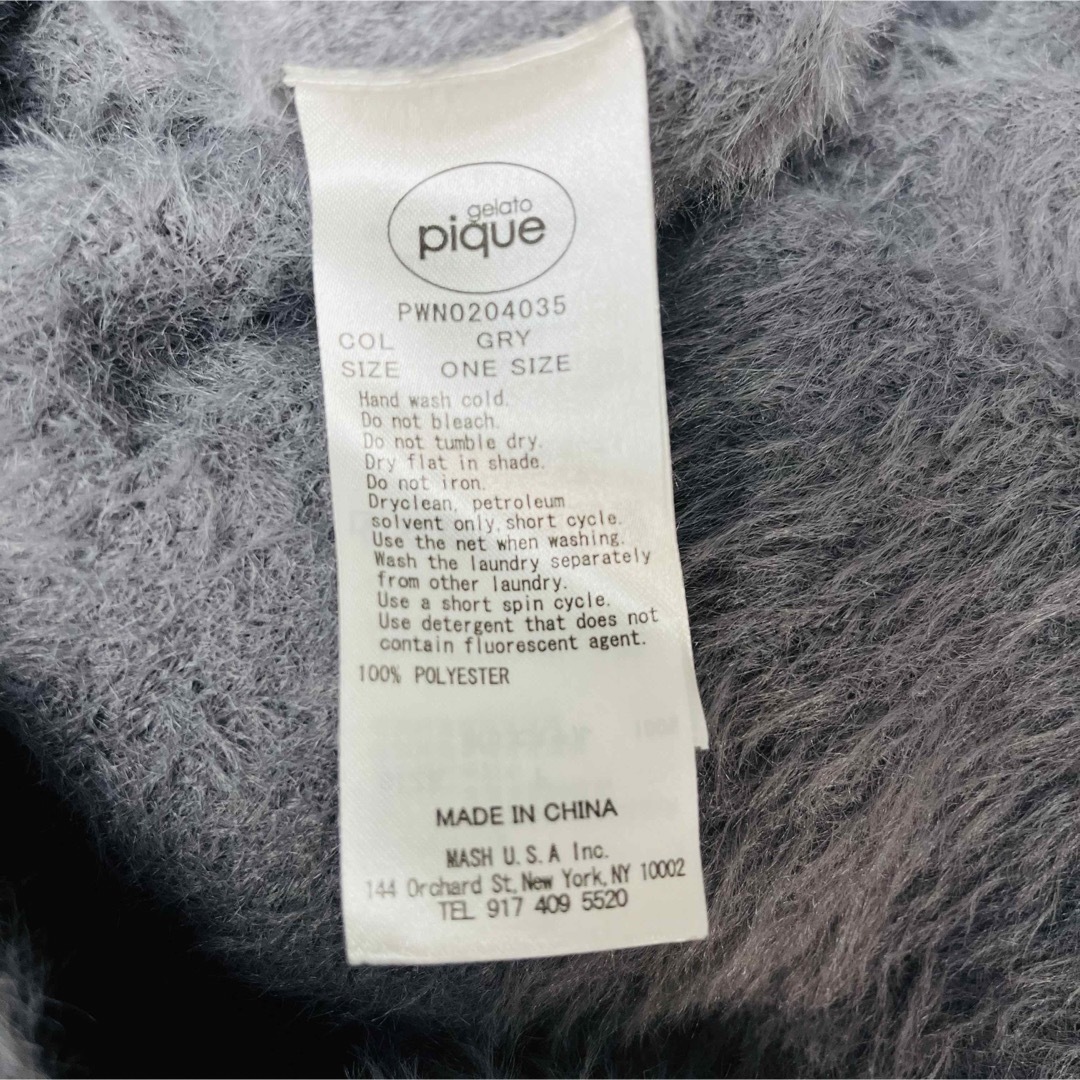 gelato
pique
PWNO204035
COL GRY
SIZE ONE SIZE
Hand wash cold.
Do not bleach.
Do not tumble dry.
Dry flat in shade.
Do not iron.
Dryclean, petroleum
solvent only, short cycle.
Use the net when washing.
Wash the laundry separately
from other laundry.
Use a short spin cycle.
Use detergent that does not
contain fluorescent agent.
100% POLYESTER
MADE IN CHINA
MASH U.S.A Inc.
144 Orchard St, New York, NY 10002
TEL 917 409 5520